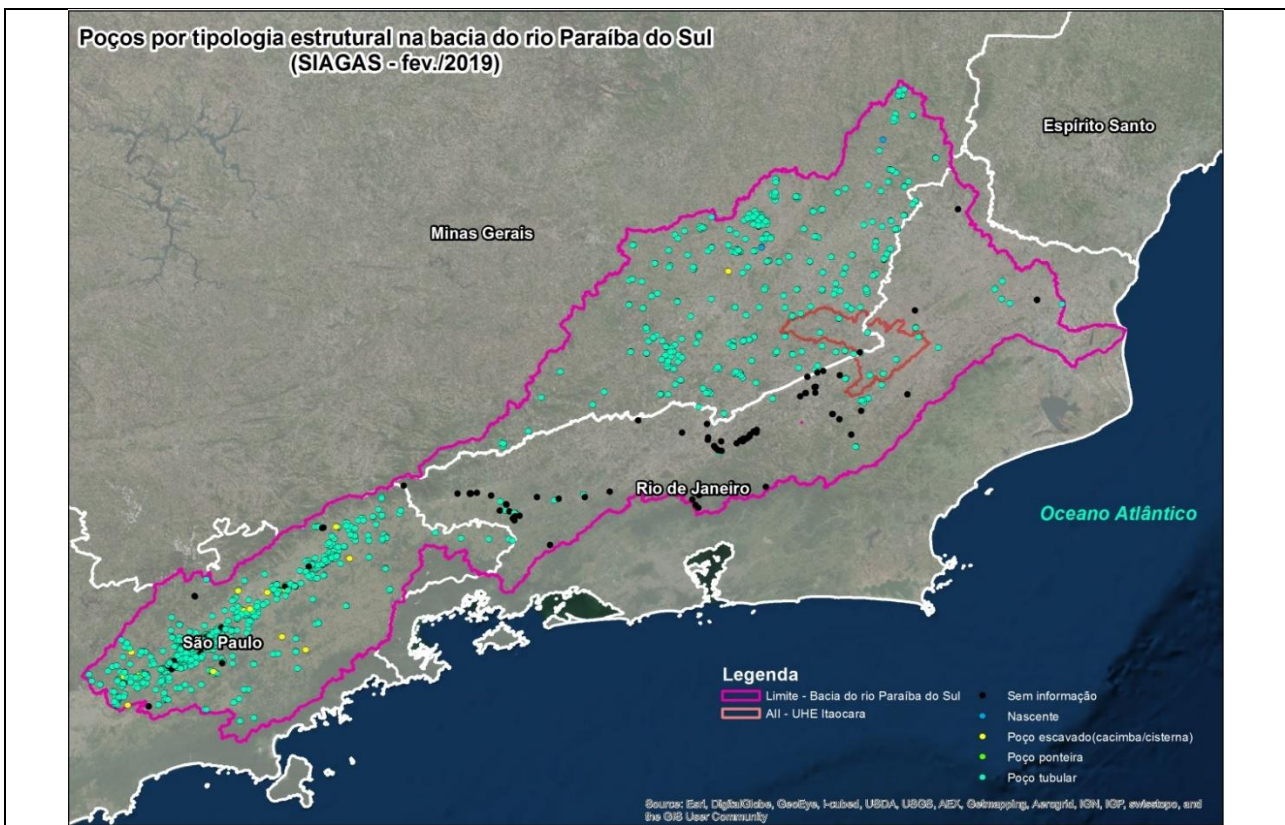 Poços por tipologia estrutural na bacia do rio Paraíba do Sul
(SIAGAS - fev./2019)
Espírito Santo
Minas Gerais
Rio de Janeiro
Oceano Atlântico
São Paulo
Legenda
Limite - Bacia do rio Paraíba do Sul
AII - UHE Itaocara
Sem informação
Nascente
Poço escavado(cacimba/cisterna)
Poço ponteira
Poço tubular
Source: Esri, DigitalGlobe, GeoEye, i-cubed, USDA, USGS, AEX, Getmapping, Aerogrid, IGN, IGP, swisstopo, and
the GIS User Community